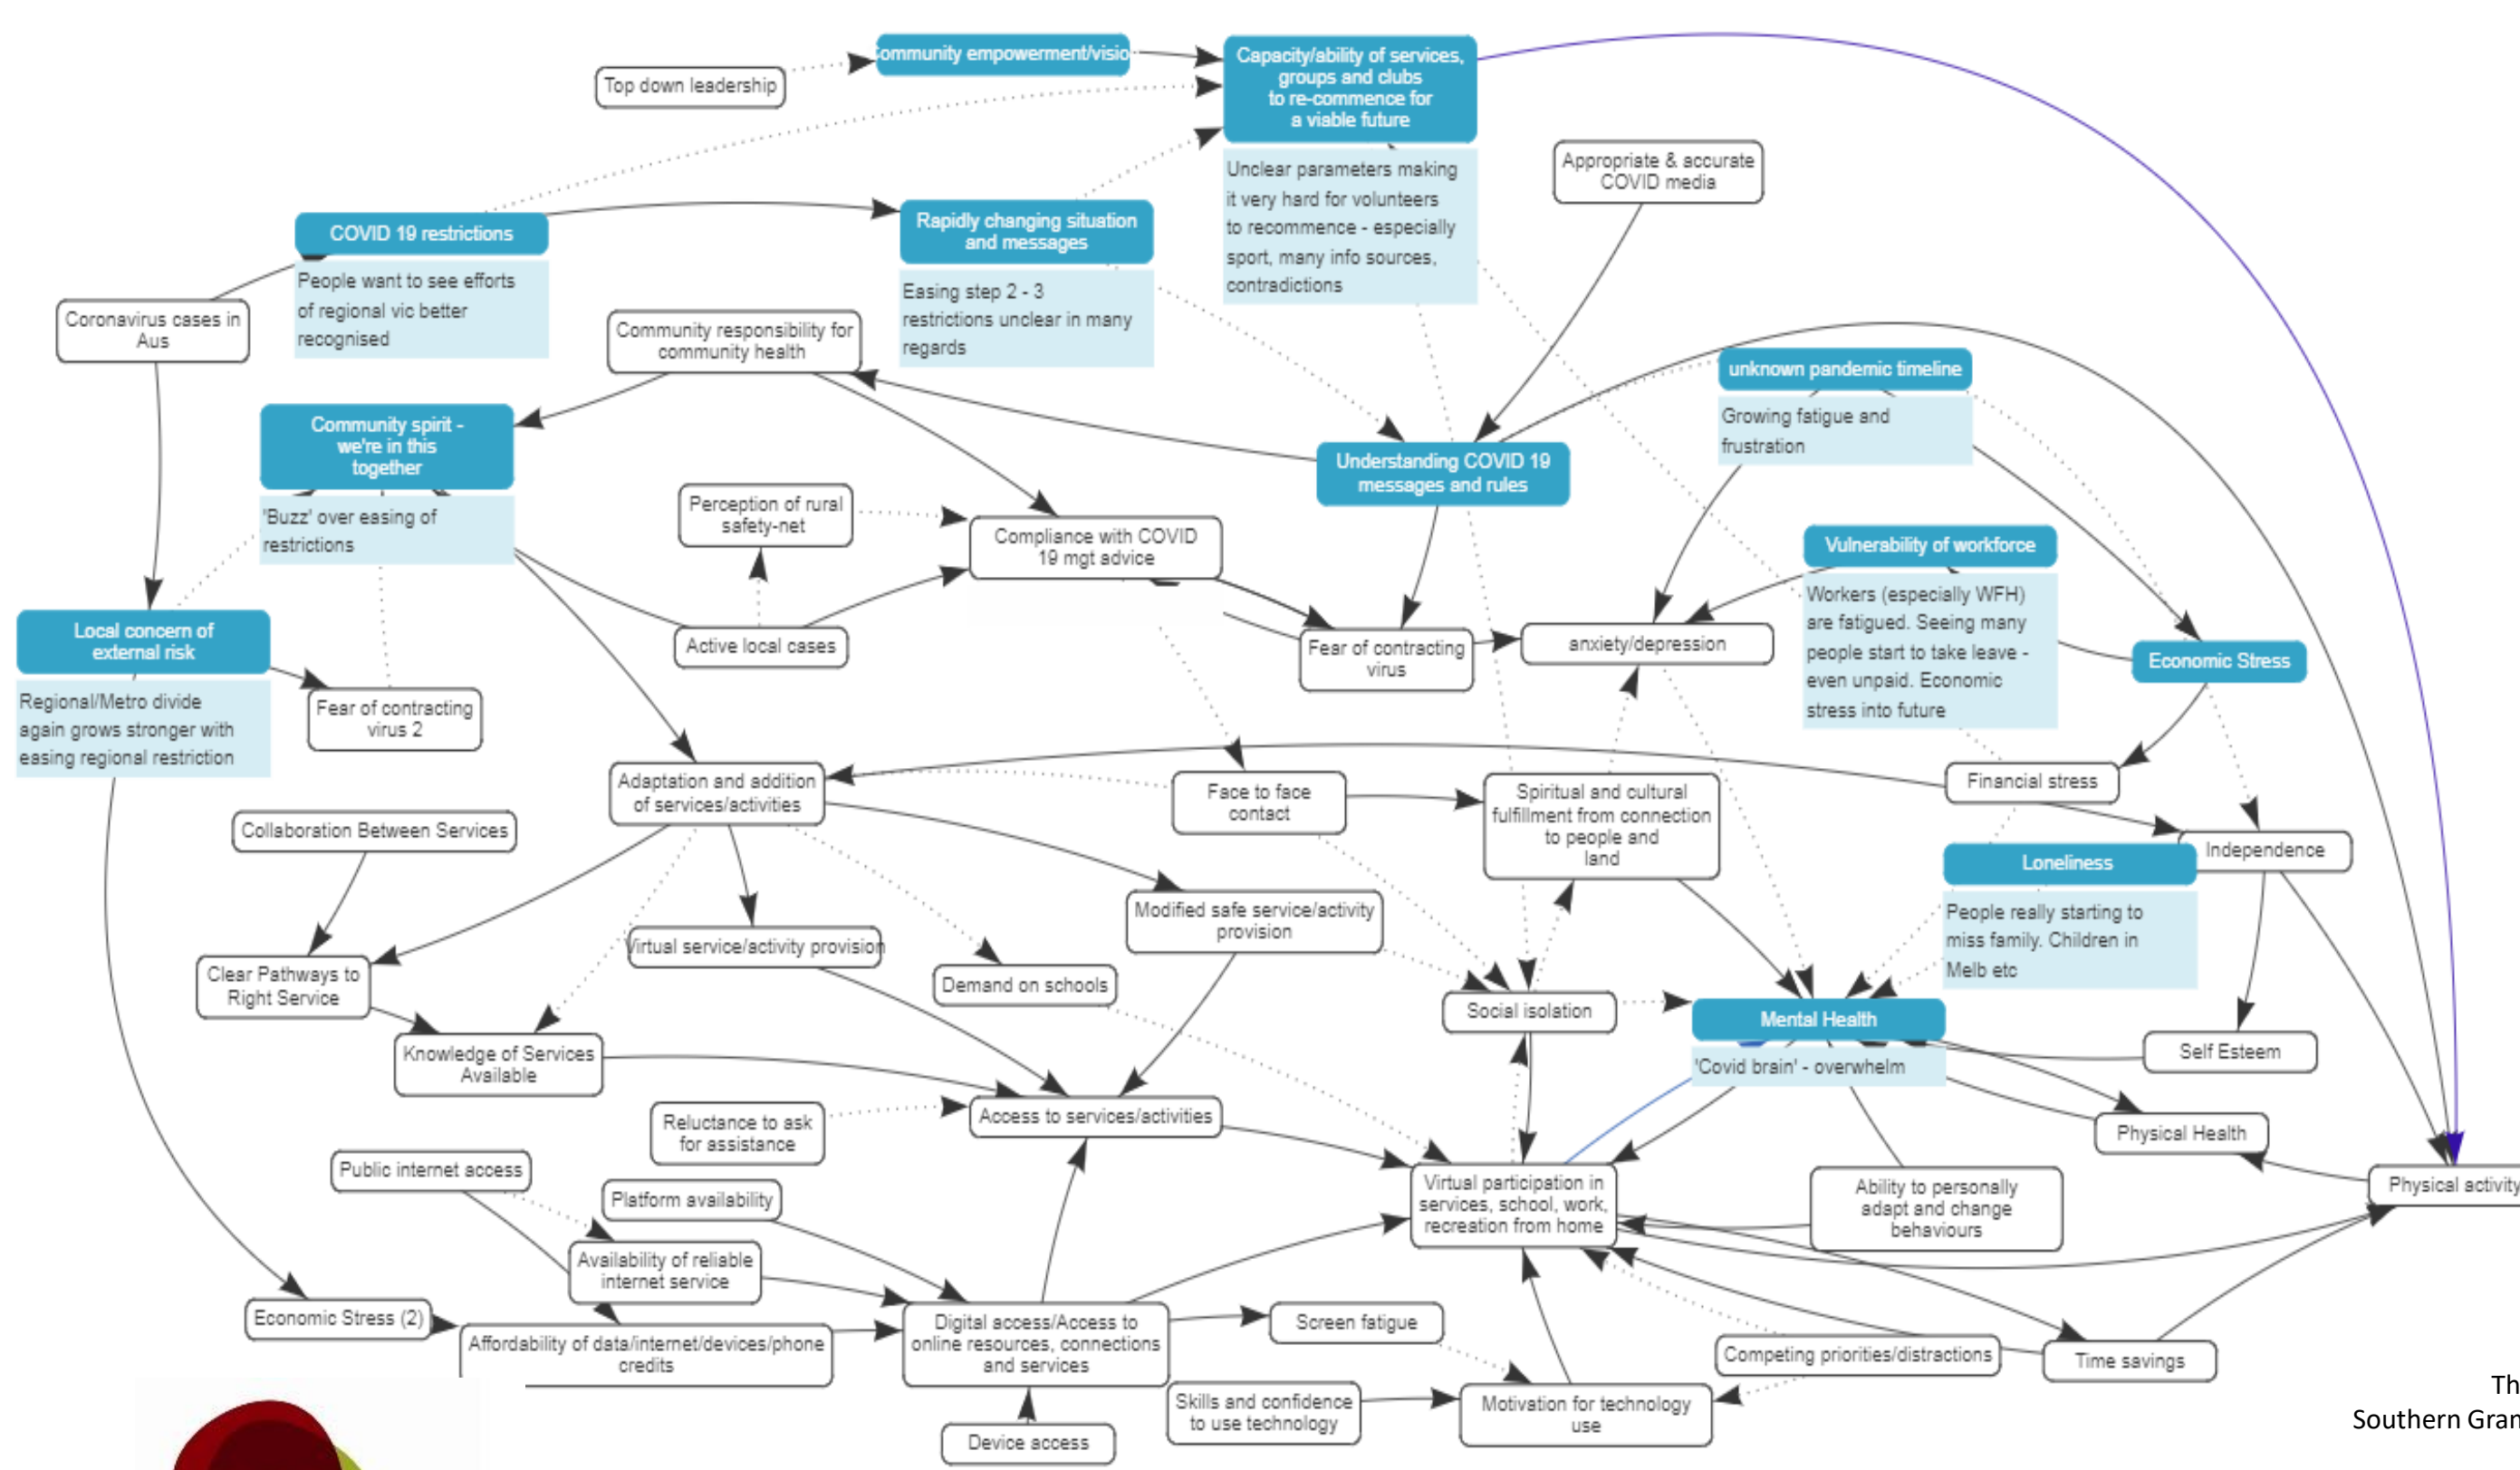 ommunity empowerment/visio
Top down leadership
Capacity/ability of services,
groups and clubs
to re-commence for
a viable future
Unclear parameters making
it very hard for volunteers
to recommence - especially
sport, many info sources,
contradictions
Appropriate & accurate
COVID media
COVID 19 restrictions
People want to see efforts
of regional vic better
recognised
Rapidly changing situation
and messages
Easing step 2 - 3
restrictions unclear in many
regards
Coronavirus cases in
Aus
Community responsibility for
community health
unknown pandemic timeline
Growing fatigue and
frustration
Community spirit -
we're in this
together
'Buzz' over easing of
restrictions
Understanding COVID 19
messages and rules
Perception of rural
safety-net
Compliance with COVID
19 mgt advice
Vulnerability of workforce
Workers (especially WFH)
are fatigued. Seeing many
people start to take leave -
even unpaid. Economic
stress into future
Local concern of
external risk
Regional/Metro divide
again grows stronger with
easing regional restriction
Active local cases
Fear of contracting
virus
anxiety/depression
Economic Stress
Fear of contracting
virus 2
Adaptation and addition
of services/activities
Face to face
contact
Spiritual and cultural
fulfillment from connection
to people and
land
Financial stress
Collaboration Between Services
Independence
Loneliness
People really starting to
miss family. Children in
Melb etc
Modified safe service/activity
provision
Virtual service/activity provision
Clear Pathways to
Right Service
Demand on schools
Social isolation
Mental Health
'Covid brain' - overwhelm
Self Esteem
Knowledge of Services
Available
Access to services/activities
Reluctance to ask
for assistance
Physical Health
Public internet access
Platform availability
Virtual participation in
services, school, work,
recreation from home
Ability to personally
adapt and change
behaviours
Physical activity
Availability of reliable
internet service
Economic Stress (2)
Affordability of data/internet/devices/phone
credits
Digital access/Access to
online resources, connections
and services
Screen fatigue
Competing priorities/distractions
Time savings
Skills and confidence
to use technology
Motivation for technology
use
Device access
Th
Southern Gran